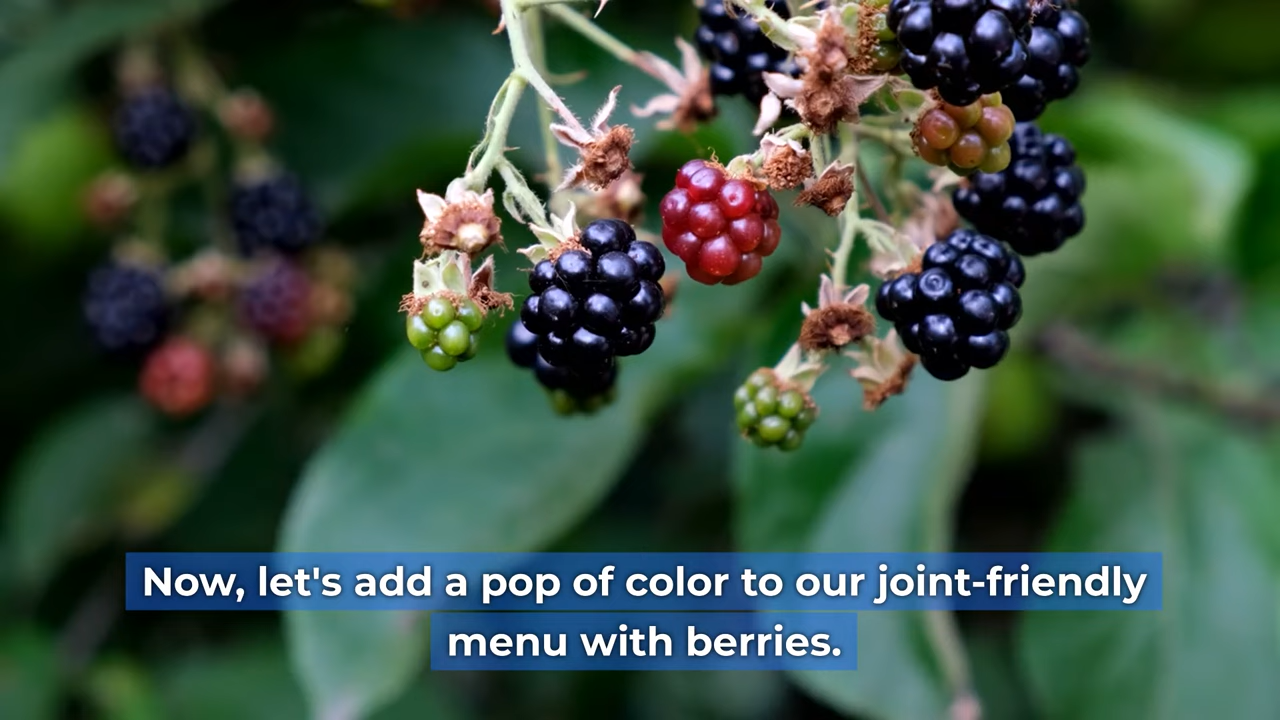 Now, let's add a pop of color to our joint-friendly
menu with berries.